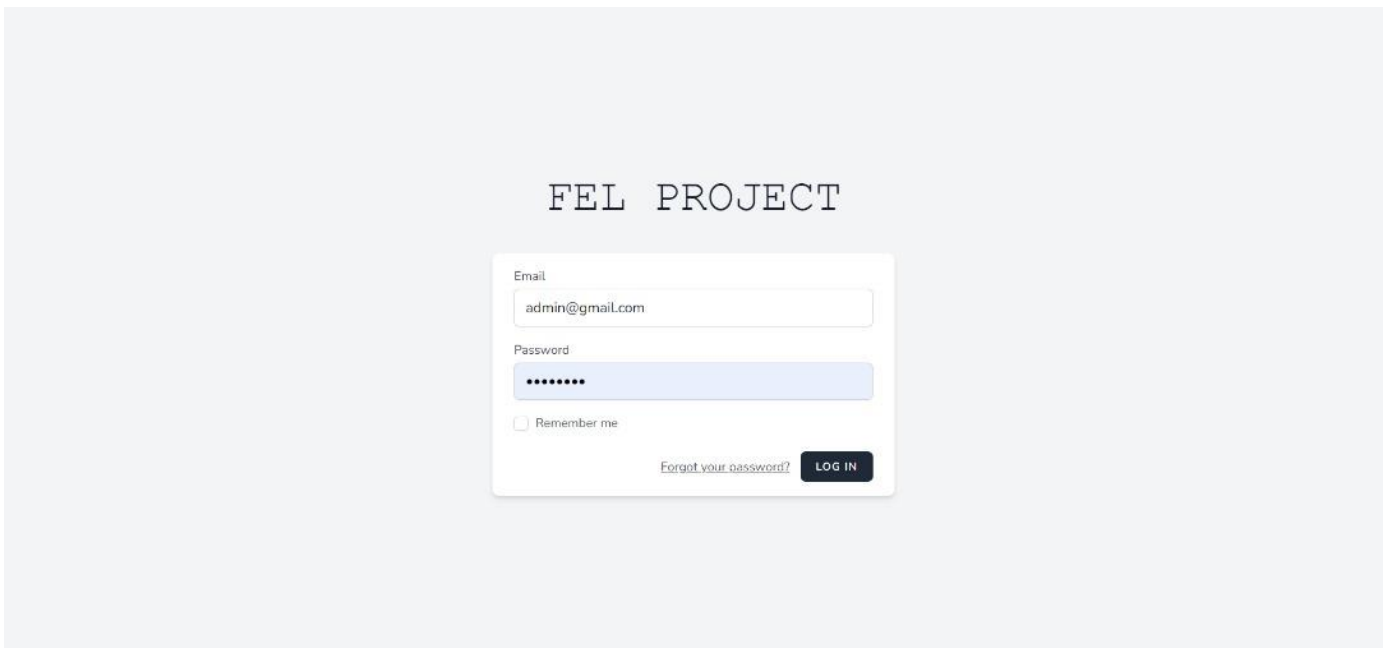 FEL PROJECT
Email
admin@gmail.com
Password
••••••••
Remember me
Forgot your password? LOG IN